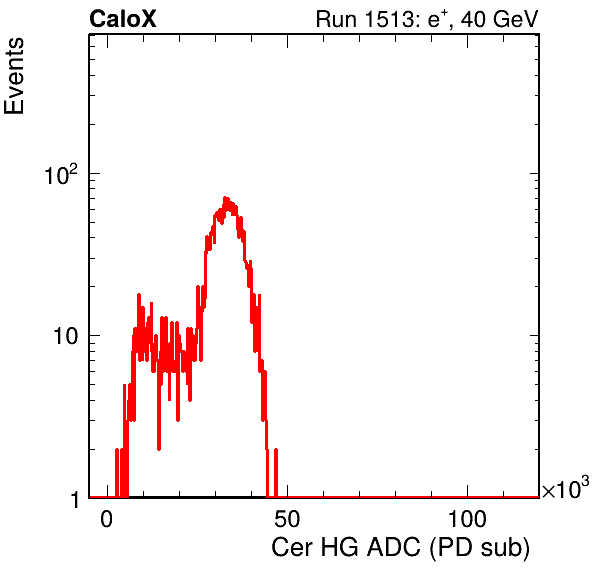 CaloX Run 1513: e⁺, 40 GeV
Events
10²
10
1
0 50 100
×10³
Cer HG ADC (PD sub)